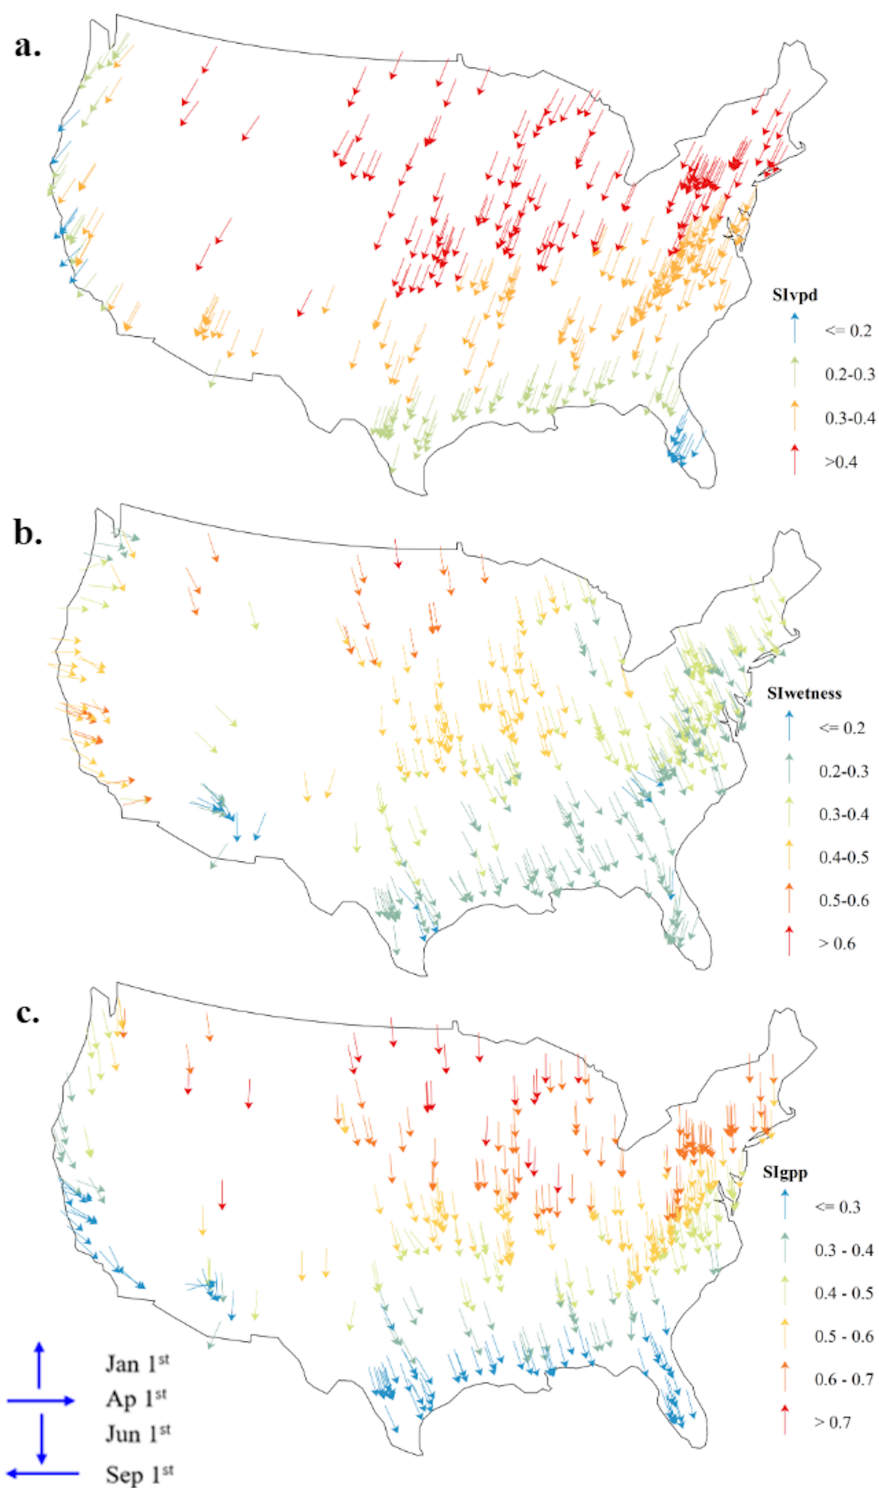 a.
SIvpd
<= 0.2
0.2-0.3
0.3-0.4
>0.4
b.
SIwetness
<= 0.2
0.2-0.3
0.3-0.4
0.4-0.5
0.5-0.6
> 0.6
c.
SIgpp
<= 0.3
0.3 - 0.4
0.4 - 0.5
0.5 - 0.6
0.6 - 0.7
> 0.7
Jan 1st
Ap 1st
Jun 1st
Sep 1st